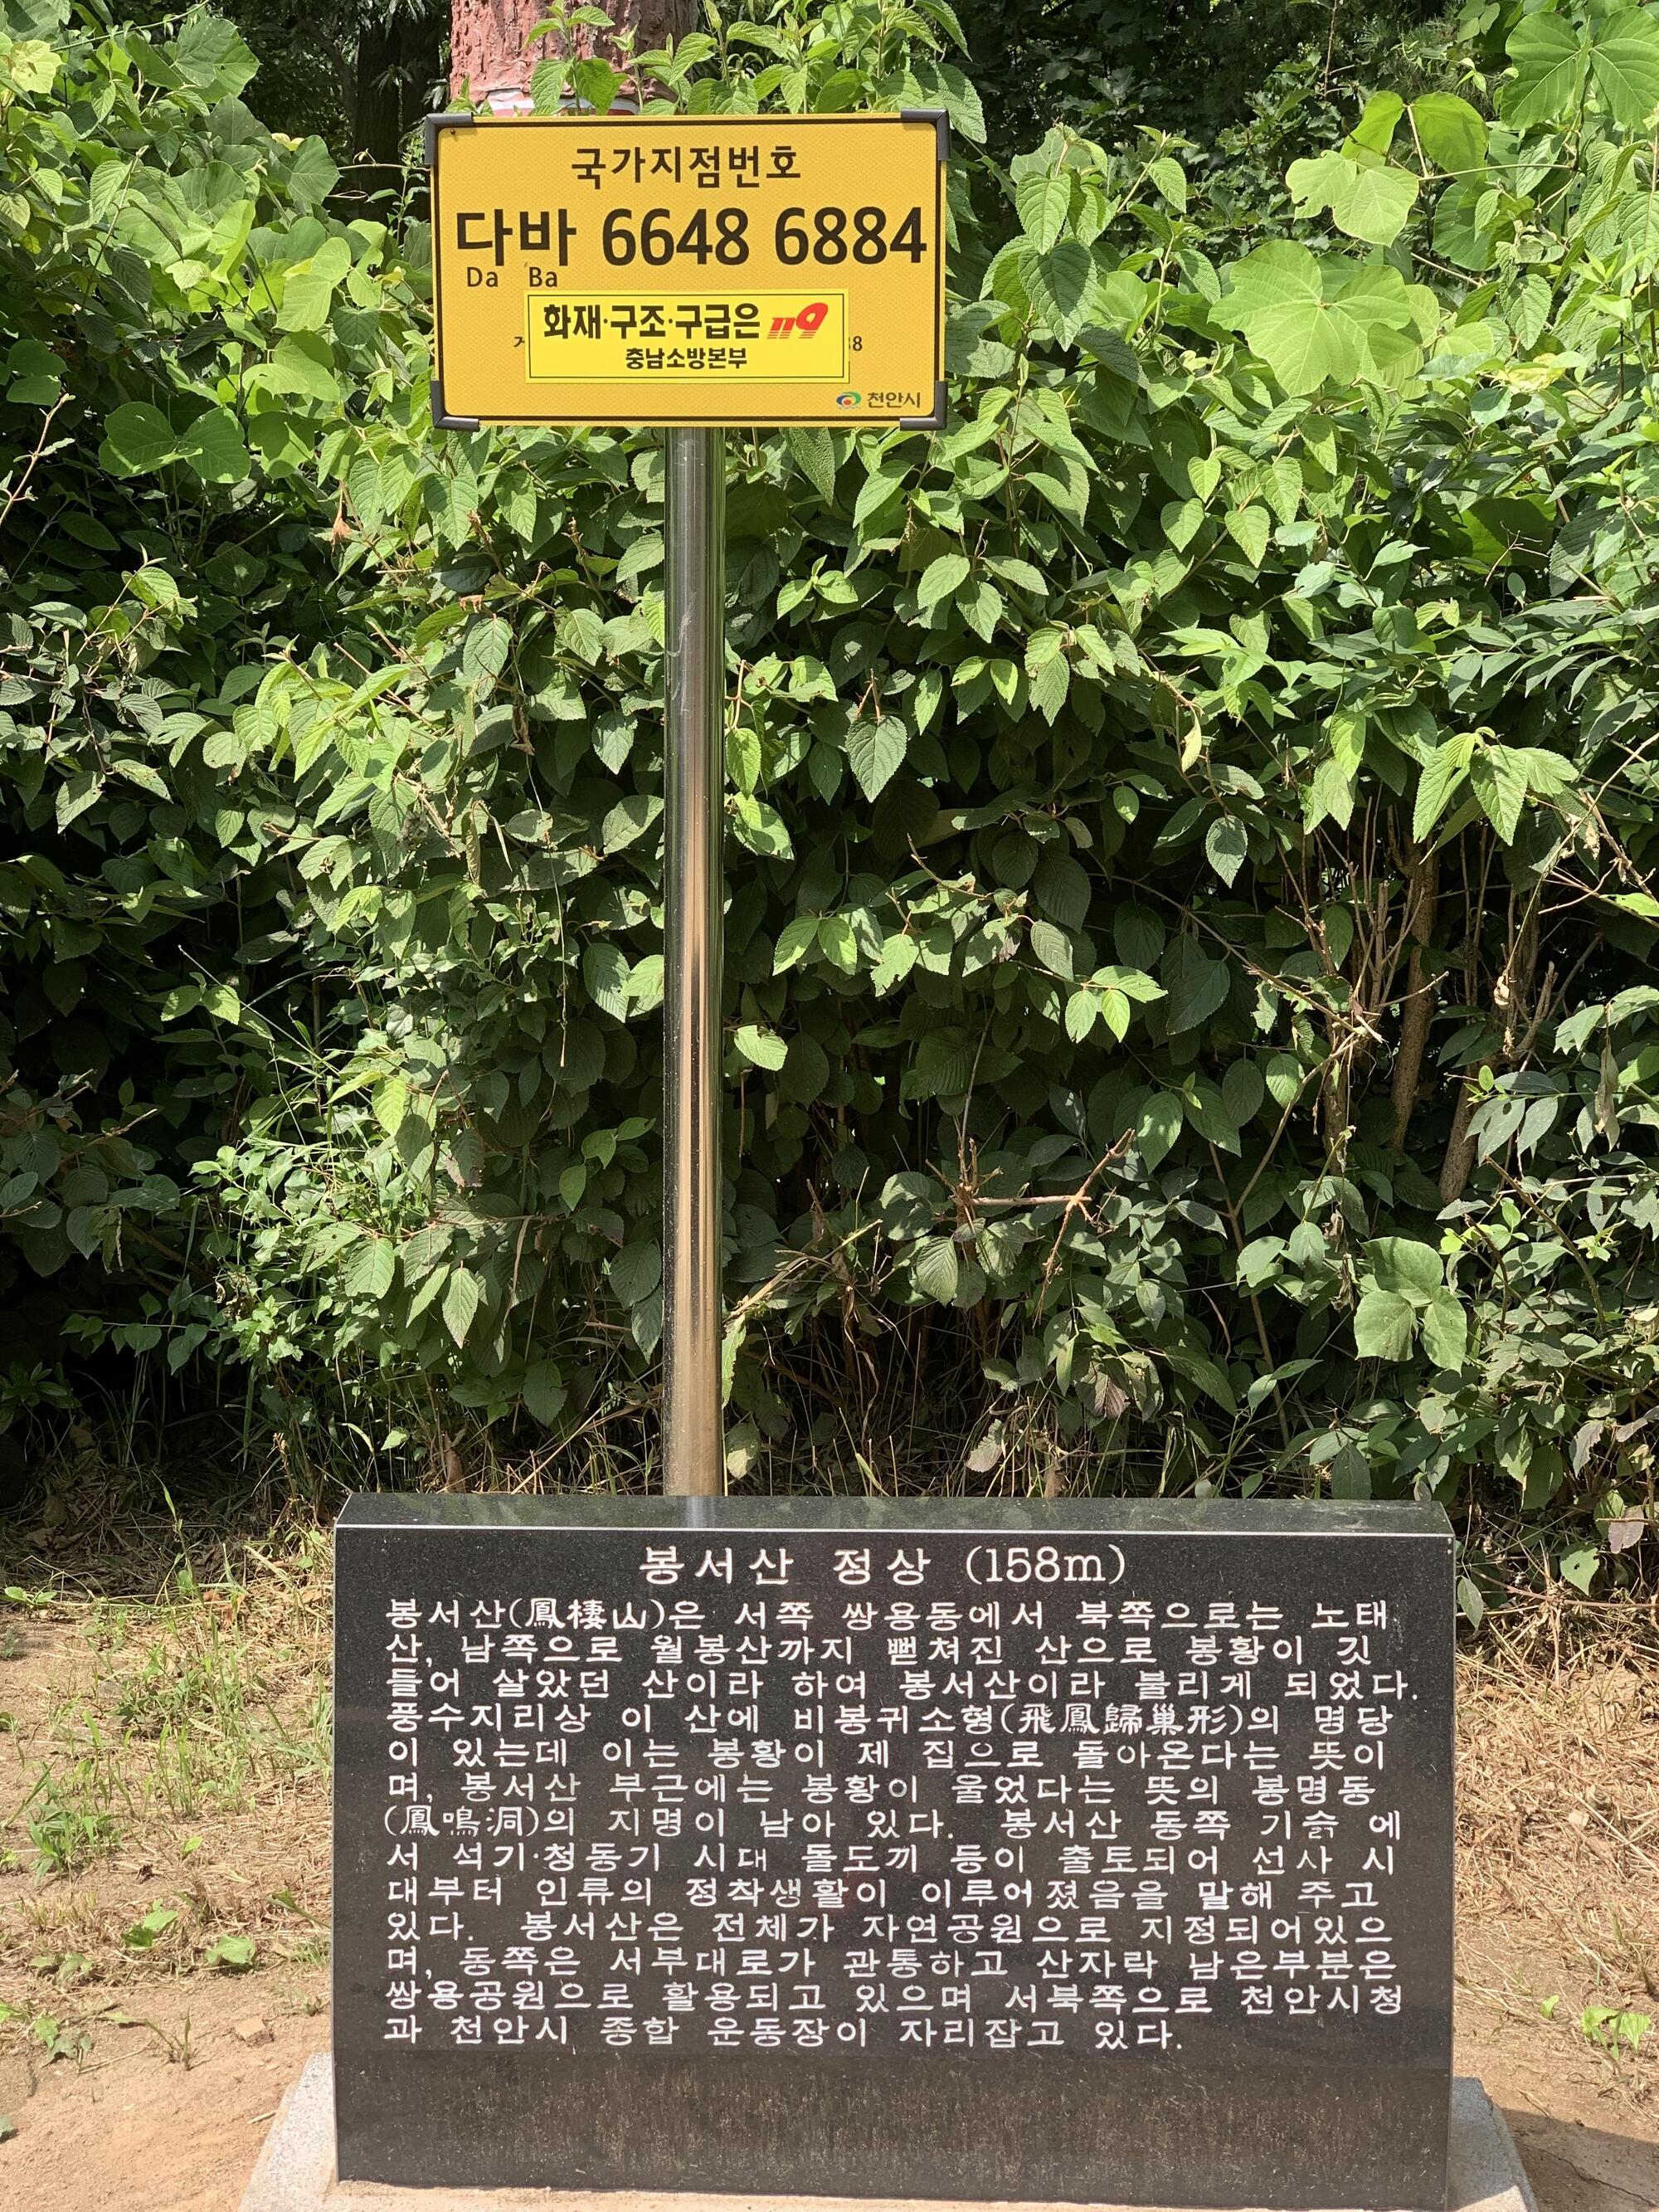 국가지점번호
다바 6648 6884
Da Ba
화재·구조·구급은 119
충남소방본부
천안시
봉서산 정상 (158m)
봉서산(鳳棲山)은 서쪽 쌍용동에서 북쪽으로는 노태
산, 남쪽으로 월봉산까지 뻗쳐진 산으로 봉황이 깃
들어 살았던 산이라 하여 봉서산이라 불리게 되었다.
풍수지리상 이 산에 비봉귀소형(飛鳳歸巢形)의 명당
이 있는데 이는 봉황이 제 집으로 돌아온다는 뜻이
며, 봉서산 부근에는 봉황이 울었다는 뜻의 봉명동
(鳳鳴洞)의 지명이 남아 있다. 봉서산 동쪽 기슭 에
서 석기·청동기 시대 돌도끼 등이 출토되어 선사 시
대부터 인류의 정착생활이 이루어졌음을 말해 주고
있다. 봉서산은 전체가 자연공원으로 지정되어있으
며, 동쪽은 서부대로가 관통하고 산자락 남은부분은
쌍용공원으로 활용되고 있으며 서북쪽으로 천안시청
과 천안시 종합 운동장이 자리잡고 있다.